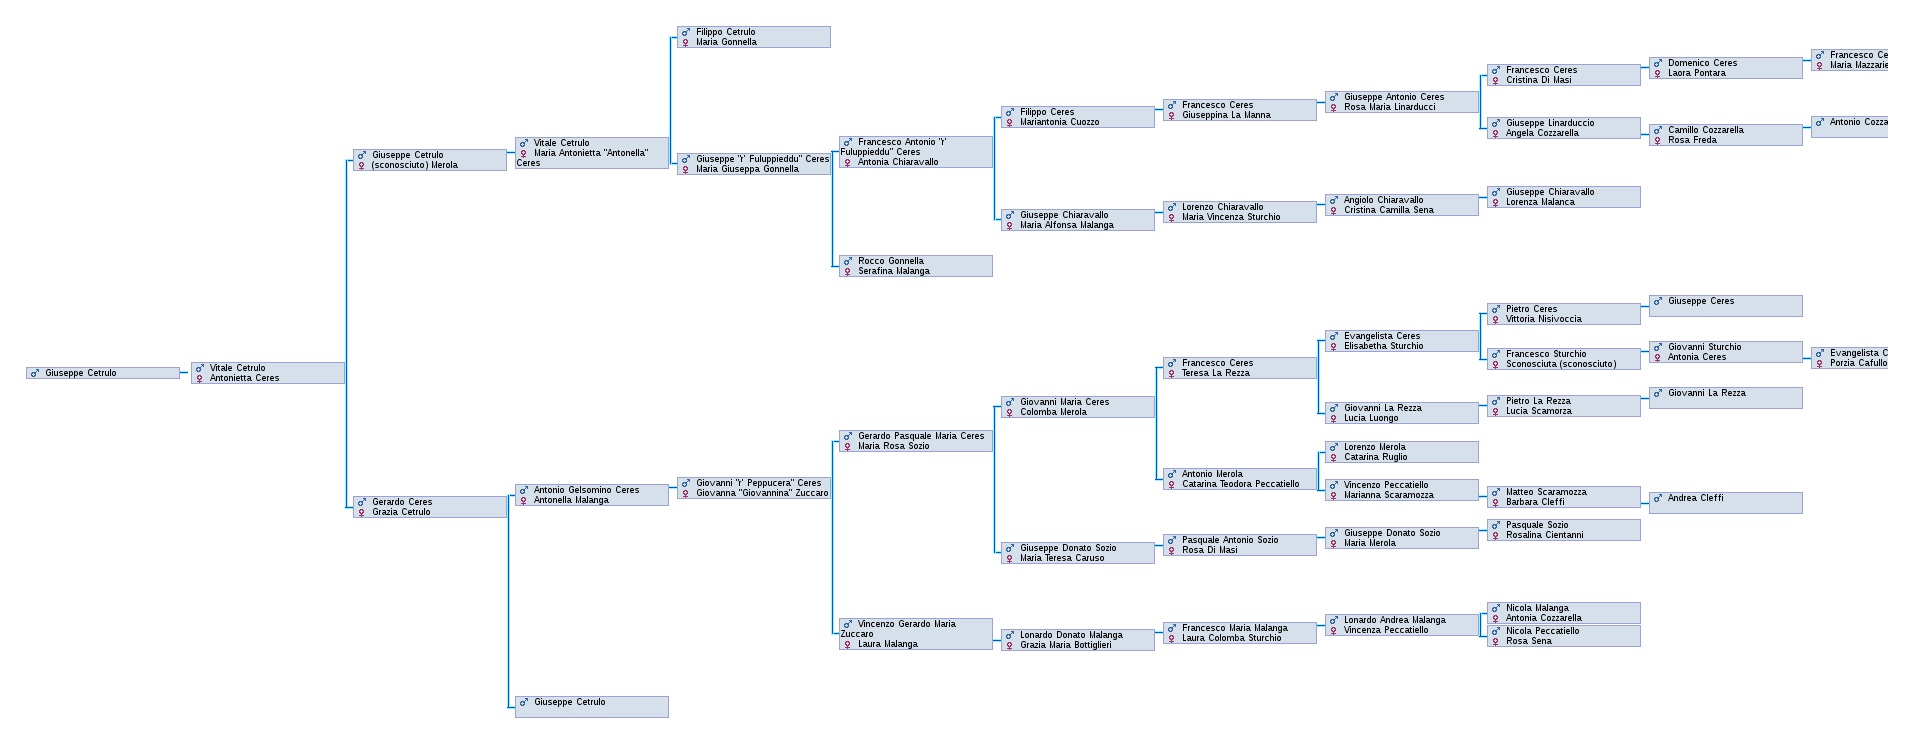 Giuseppe Cetrulo
Vitale Cetrulo
Antonietta Ceres
Giuseppe Cetrulo
(sconosciuto) Merola
Gerardo Ceres
Grazia Cetrulo
Vitale Cetrulo
Maria Antonietta "Antonella"
Ceres
Antonio Gelsomino Ceres
Antonella Malanga
Giuseppe Cetrulo
Filippo Cetrulo
Maria Gonnella
Giuseppe "r' Fuluppieddu" Ceres
Maria Giuseppa Gonnella
Giovanni "r' Peppucera" Ceres
Giovanna "Giovannina" Zuccaro
Francesco Antonio "r'
Fuluppieddu" Ceres
Antonia Chiaravallo
Rocco Gonnella
Serafina Malanga
Gerardo Pasquale Maria Ceres
Maria Rosa Sozio
Vincenzo Gerardo Maria
Zuccaro
Laura Malanga
Filippo Ceres
Mariantonia Cuozzo
Giuseppe Chiaravallo
Maria Alfonsa Malanga
Giovanni Maria Ceres
Colomba Merola
Giuseppe Donato Sozio
Maria Teresa Caruso
Lonardo Donato Malanga
Grazia Maria Bottiglieri
Francesco Ceres
Giuseppina La Manna
Lorenzo Chiaravallo
Maria Vincenza Sturchio
Francesco Ceres
Teresa La Rezza
Antonio Merola
Catarina Teodora Peccatiello
Pasquale Antonio Sozio
Rosa Di Masi
Francesco Maria Malanga
Laura Colomba Sturchio
Giuseppe Antonio Ceres
Rosa Maria Linarducci
Angiolo Chiaravallo
Cristina Camilla Sena
Evangelista Ceres
Elisabetha Sturchio
Giovanni La Rezza
Lucia Luongo
Lorenzo Merola
Catarina Ruglio
Vincenzo Peccatiello
Marianna Scaramozza
Giuseppe Donato Sozio
Maria Merola
Lonardo Andrea Malanga
Vincenza Peccatiello
Francesco Ceres
Cristina Di Masi
Giuseppe Linarduccio
Angela Cozzarella
Giuseppe Chiaravallo
Lorenza Malanca
Pietro Ceres
Vittoria Nisivoccia
Francesco Sturchio
Sconosciuta (sconosciuto)
Pietro La Rezza
Lucia Scamorza
Matteo Scaramozza
Barbara Cleffi
Pasquale Sozio
Rosalina Cientanni
Nicola Malanga
Antonia Cozzarella
Nicola Peccatiello
Rosa Sena
Domenico Ceres
Laora Pontara
Camillo Cozzarella
Rosa Freda
Giuseppe Ceres
Giovanni Sturchio
Antonia Ceres
Giovanni La Rezza
Andrea Cleffi
Francesco Ce
Maria Mazzarie
Antonio Cozza
Evangelista C
Porzia Cafullo